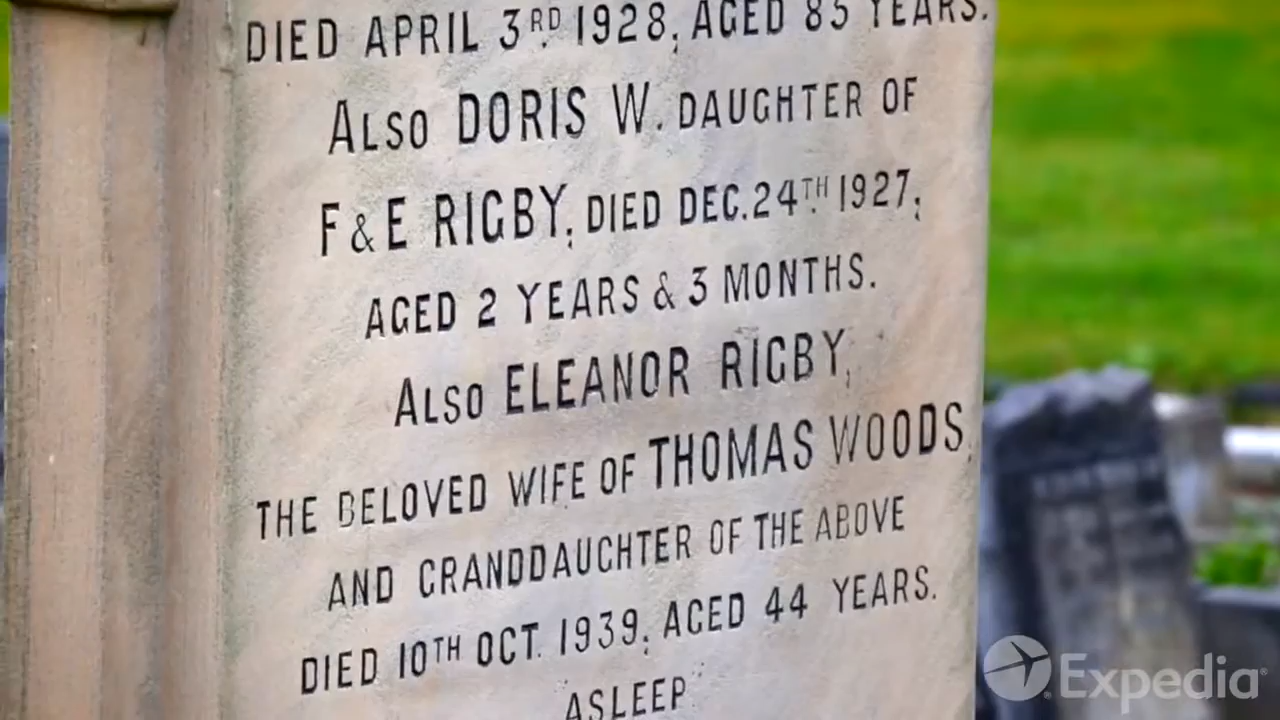 DIED APRIL 3RD 1928, AGED 85 YEARS.
ALSO DORIS W. DAUGHTER OF
F & E RIGBY, DIED DEC. 24TH 1927,
AGED 2 YEARS & 3 MONTHS.
ALSO ELEANOR RIGBY,
THE BELOVED WIFE OF THOMAS WOODS,
AND GRANDDAUGHTER OF THE ABOVE
DIED 10TH OCT. 1939, AGED 44 YEARS.
ASLEEP
Expedia®